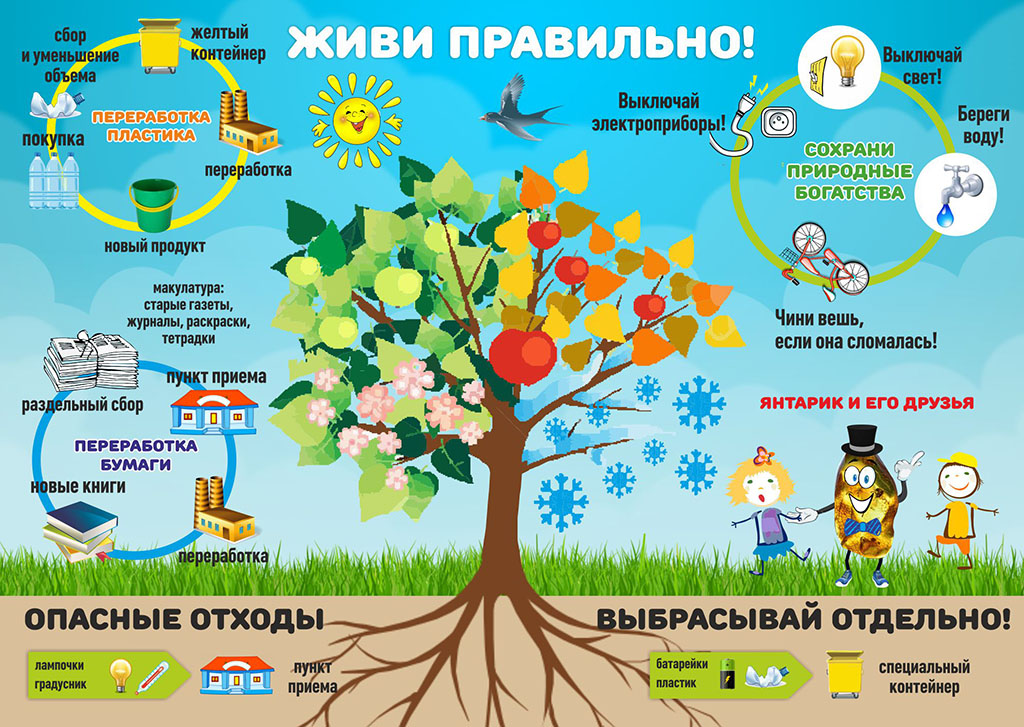 ЖИВИ ПРАВИЛЬНО!
сбор
и уменьшение
объема
желтый
контейнер
ПЕРЕРАБОТКА
ПЛАСТИКА
покупка
переработка
новый продукт
Выключай
электроприборы!
Выключай
свет!
Береги
воду!
СОХРАНИ
ПРИРОДНЫЕ
БОГАТСТВА
Чини вешь,
если она сломалась!
макулатура:
старые газеты,
журналы, раскраски,
тетрадки
пункт приема
раздельный сбор
ПЕРЕРАБОТКА
БУМАГИ
новые книги
переработка
ЯНТАРИК И ЕГО ДРУЗЬЯ
ОПАСНЫЕ ОТХОДЫ
лампочки
градусник
пункт
приема
ВЫБРАСЫВАЙ ОТДЕЛЬНО!
батарейки
пластик
специальный
контейнер